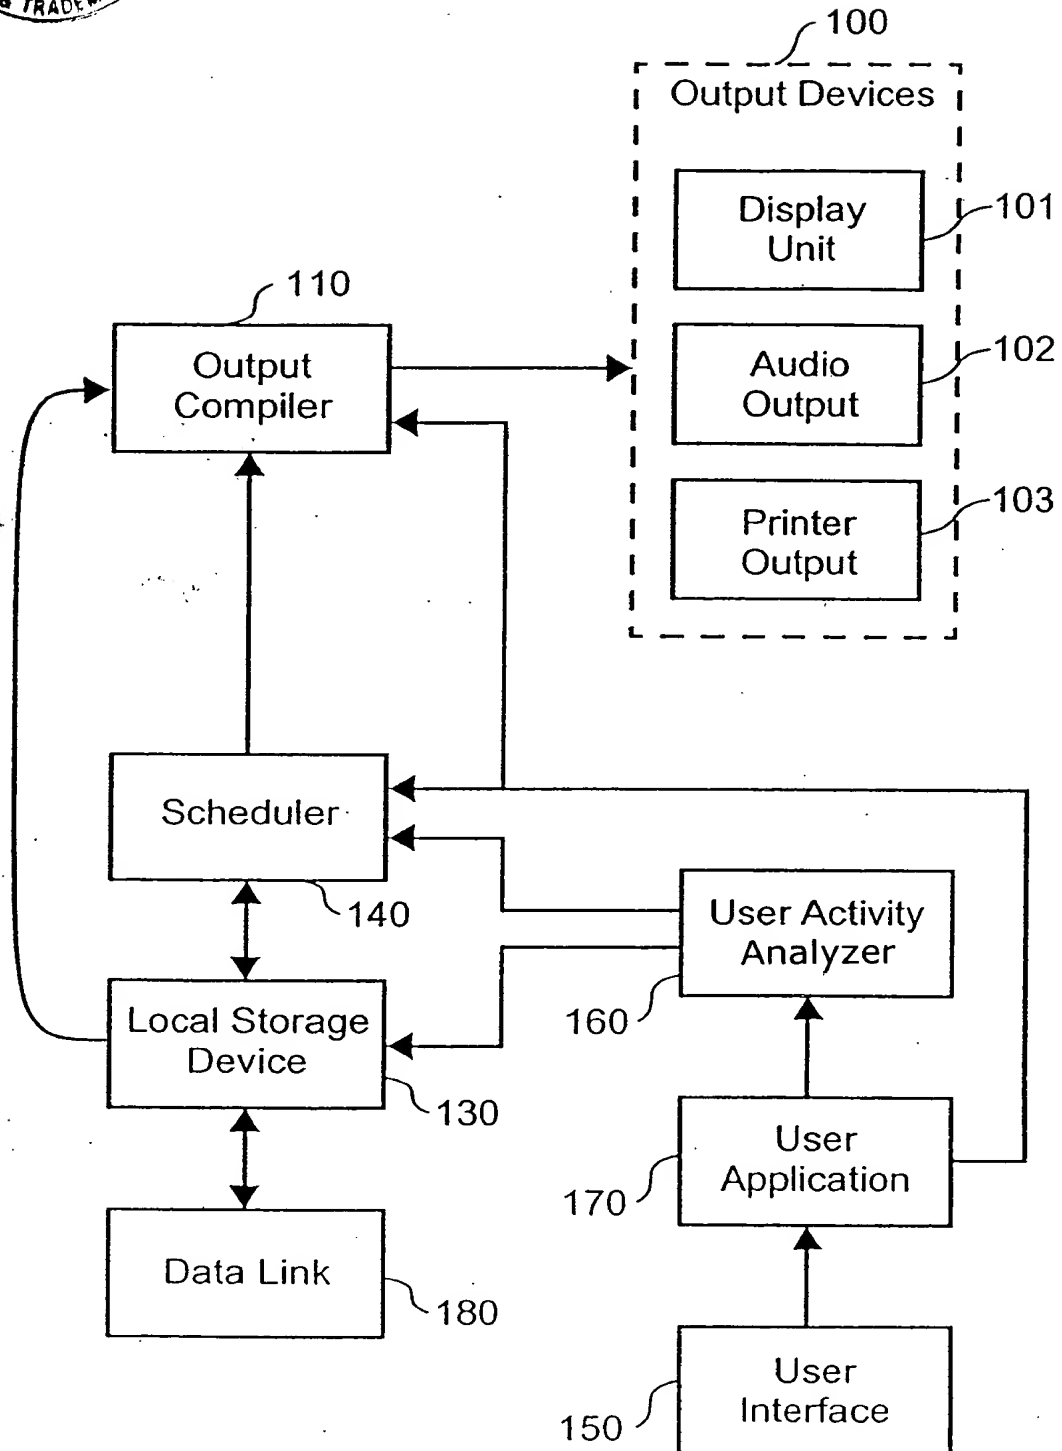 & TRADEM
100
Output Devices
Display
Unit
101
110
Output
Compiler
Audio
Output
102
Printer
Output
103
Scheduler
140
User Activity
Analyzer
160
Local Storage
Device
130
User
Application
170
Data Link
180
User
Interface
150